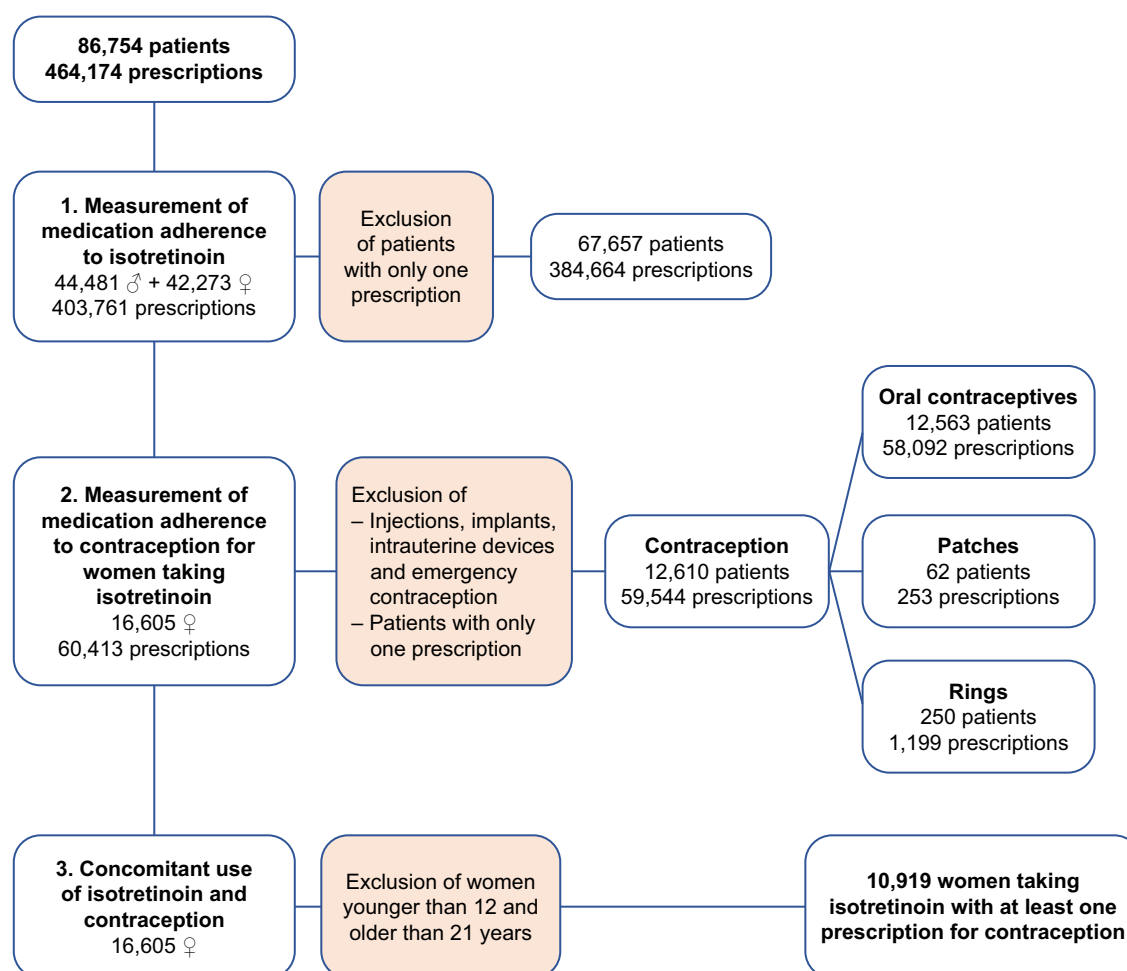 86,754 patients
464,174 prescriptions
1. Measurement of
medication adherence
to isotretinoin
44,481 ♂ + 42,273 ♀
403,761 prescriptions
Exclusion
of patients
with only one
prescription
67,657 patients
384,664 prescriptions
2. Measurement of
medication adherence
to contraception for
women taking
isotretinoin
16,605 ♀
60,413 prescriptions
Exclusion of
– Injections, implants,
intrauterine devices
and emergency
contraception
– Patients with only
one prescription
Contraception
12,610 patients
59,544 prescriptions
Oral contraceptives
12,563 patients
58,092 prescriptions
Patches
62 patients
253 prescriptions
Rings
250 patients
1,199 prescriptions
3. Concomitant use
of isotretinoin and
contraception
16,605 ♀
Exclusion of women
younger than 12 and
older than 21 years
10,919 women taking
isotretinoin with at least one
prescription for contraception